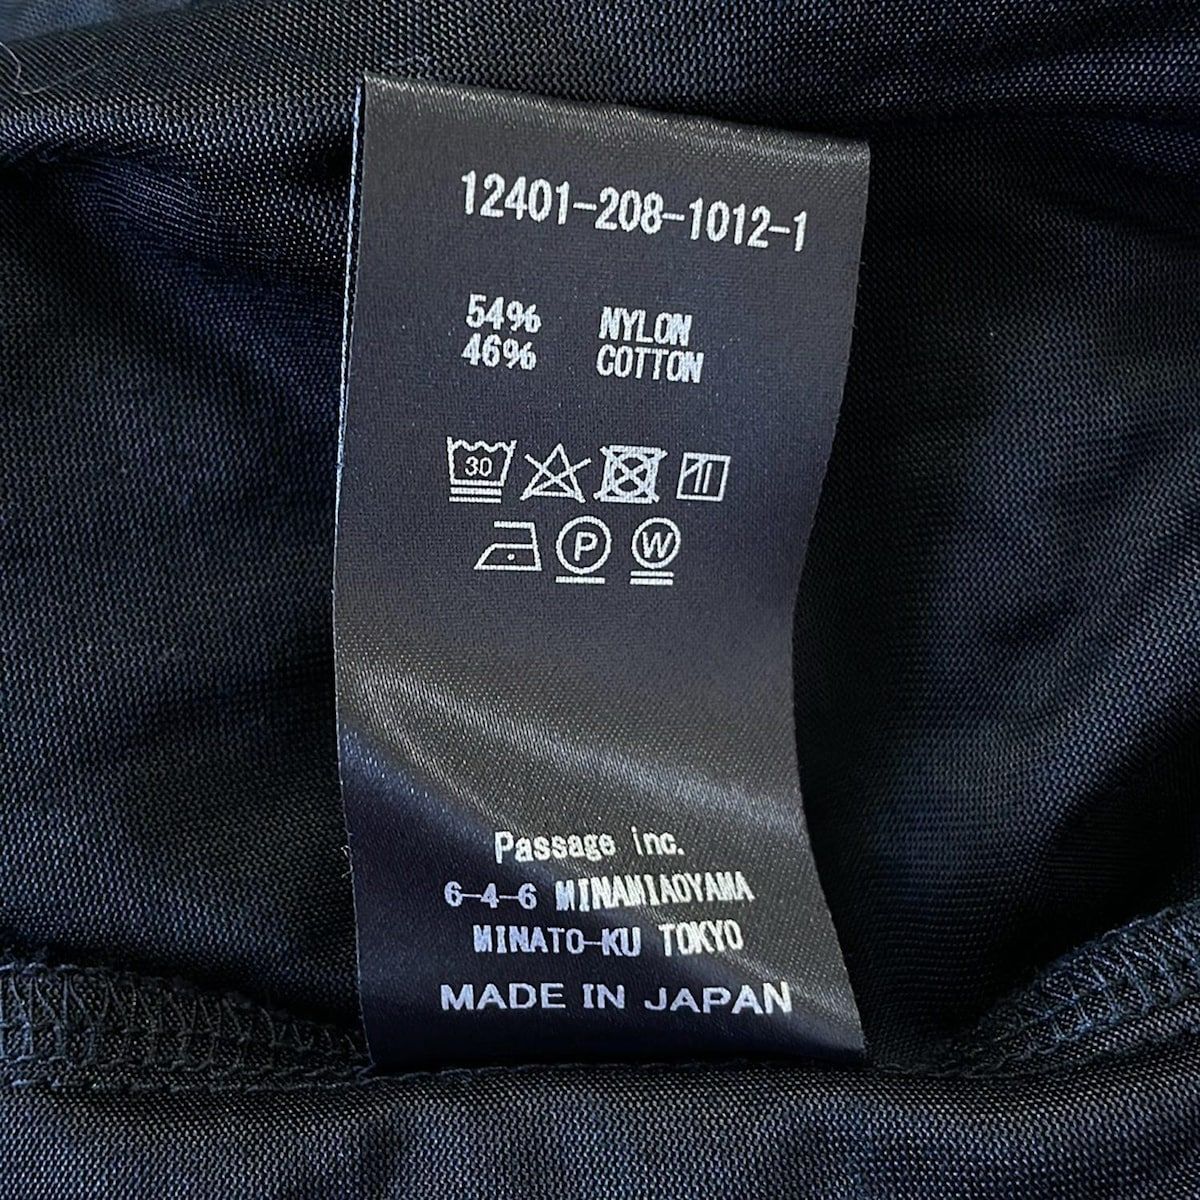 12401-208-1012-1
54% NYLON
46% COTTON
30
P W
Passage inc.
6-4-6 MINAMIAOYAMA
MINATO-KU TOKYO
MADE IN JAPAN